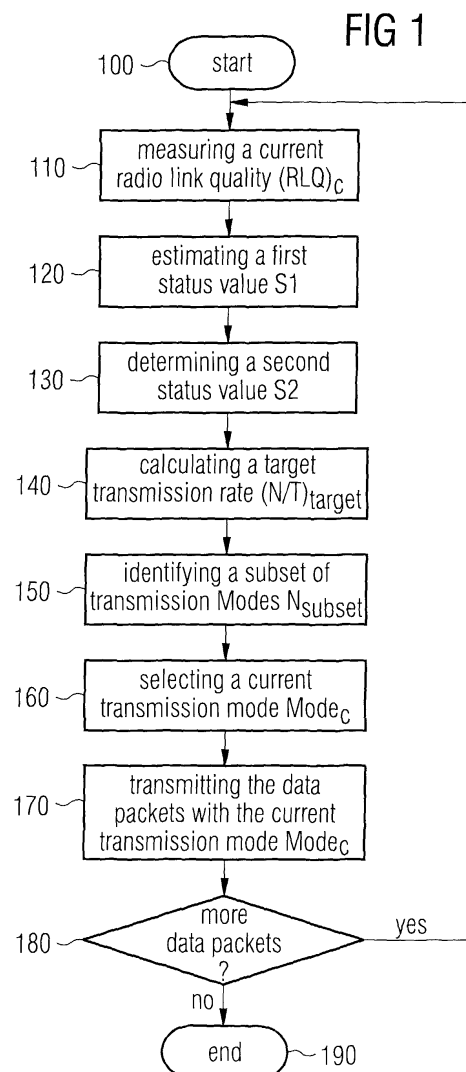 FIG 1
100
start
110
measuring a current
radio link quality (RLQ)c
120
estimating a first
status value S1
130
determining a second
status value S2
140
calculating a target
transmission rate (N/T)target
150
identifying a subset of
transmission Modes Nsubset
160
selecting a current
transmission mode Modec
170
transmitting the data
packets with the current
transmission mode Modec
180
more
data packets
?
yes
no
end
190